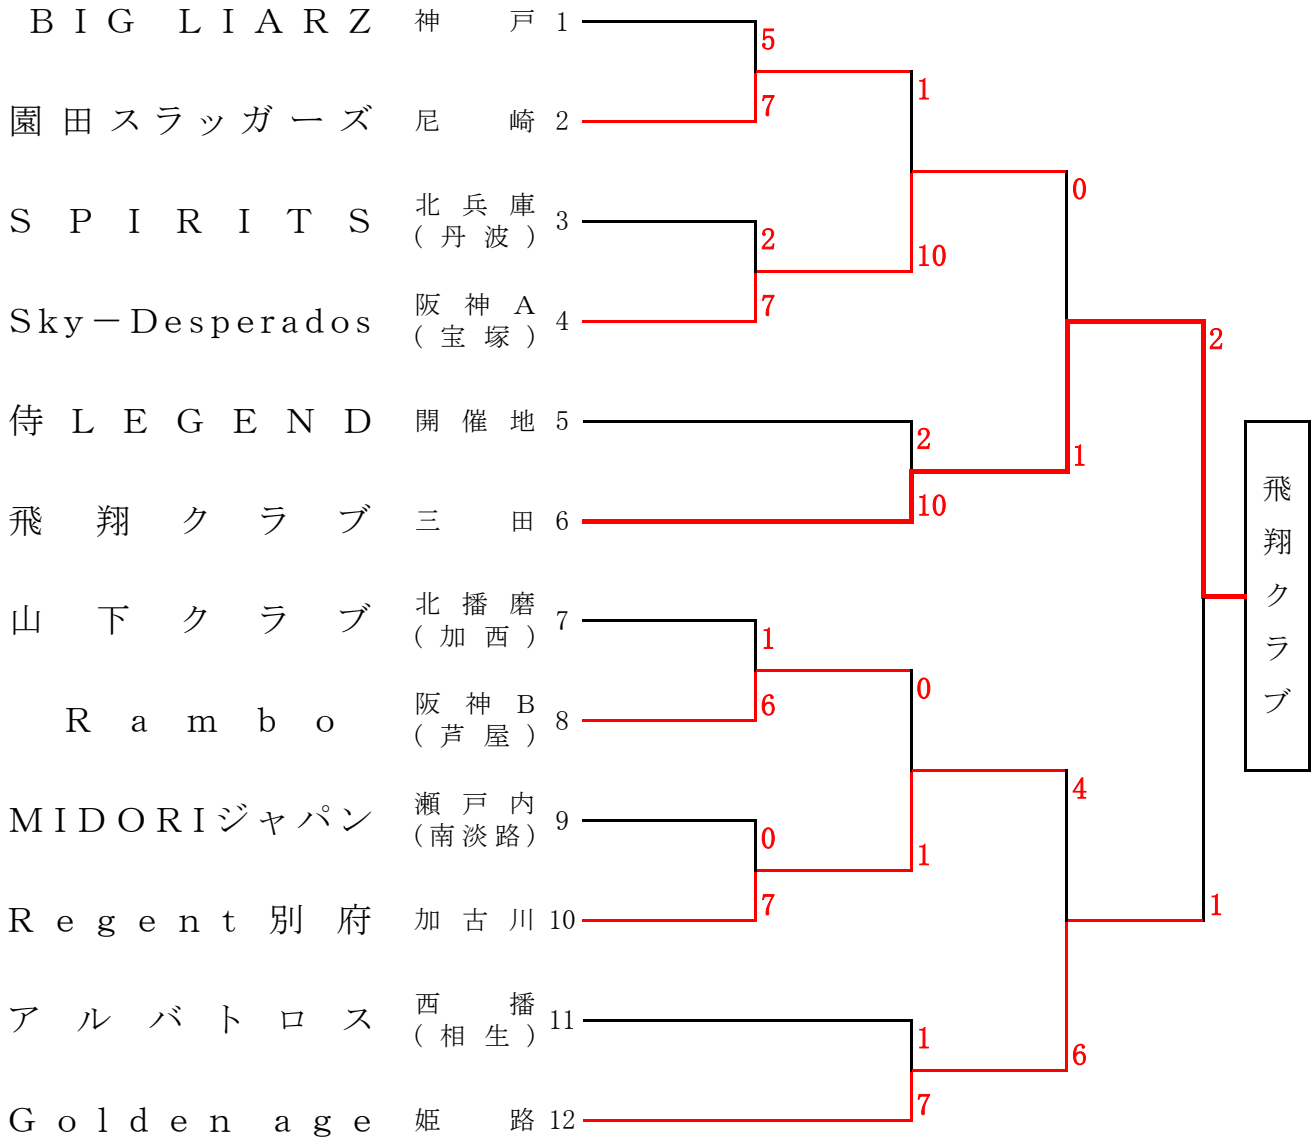 BIG LIARZ 神戸 1
5
園田スラッガーズ 尼崎 2
7
1
SPIRITS 北兵庫(丹波) 3
2
10
0
Sky－Desperados 阪神A(宝塚) 4
7
2
侍LEGEND 開催地 5
2
1
飛翔クラブ 三田 6
10
飛翔クラブ
山下クラブ 北播磨(加西) 7
1
0
Rambo 阪神B(芦屋) 8
6
4
MIDORIジャパン 瀬戸内(南淡路) 9
0
1
Regent別府 加古川 10
7
1
アルバトロス 西播(相生) 11
1
6
Golden age 姫路 12
7